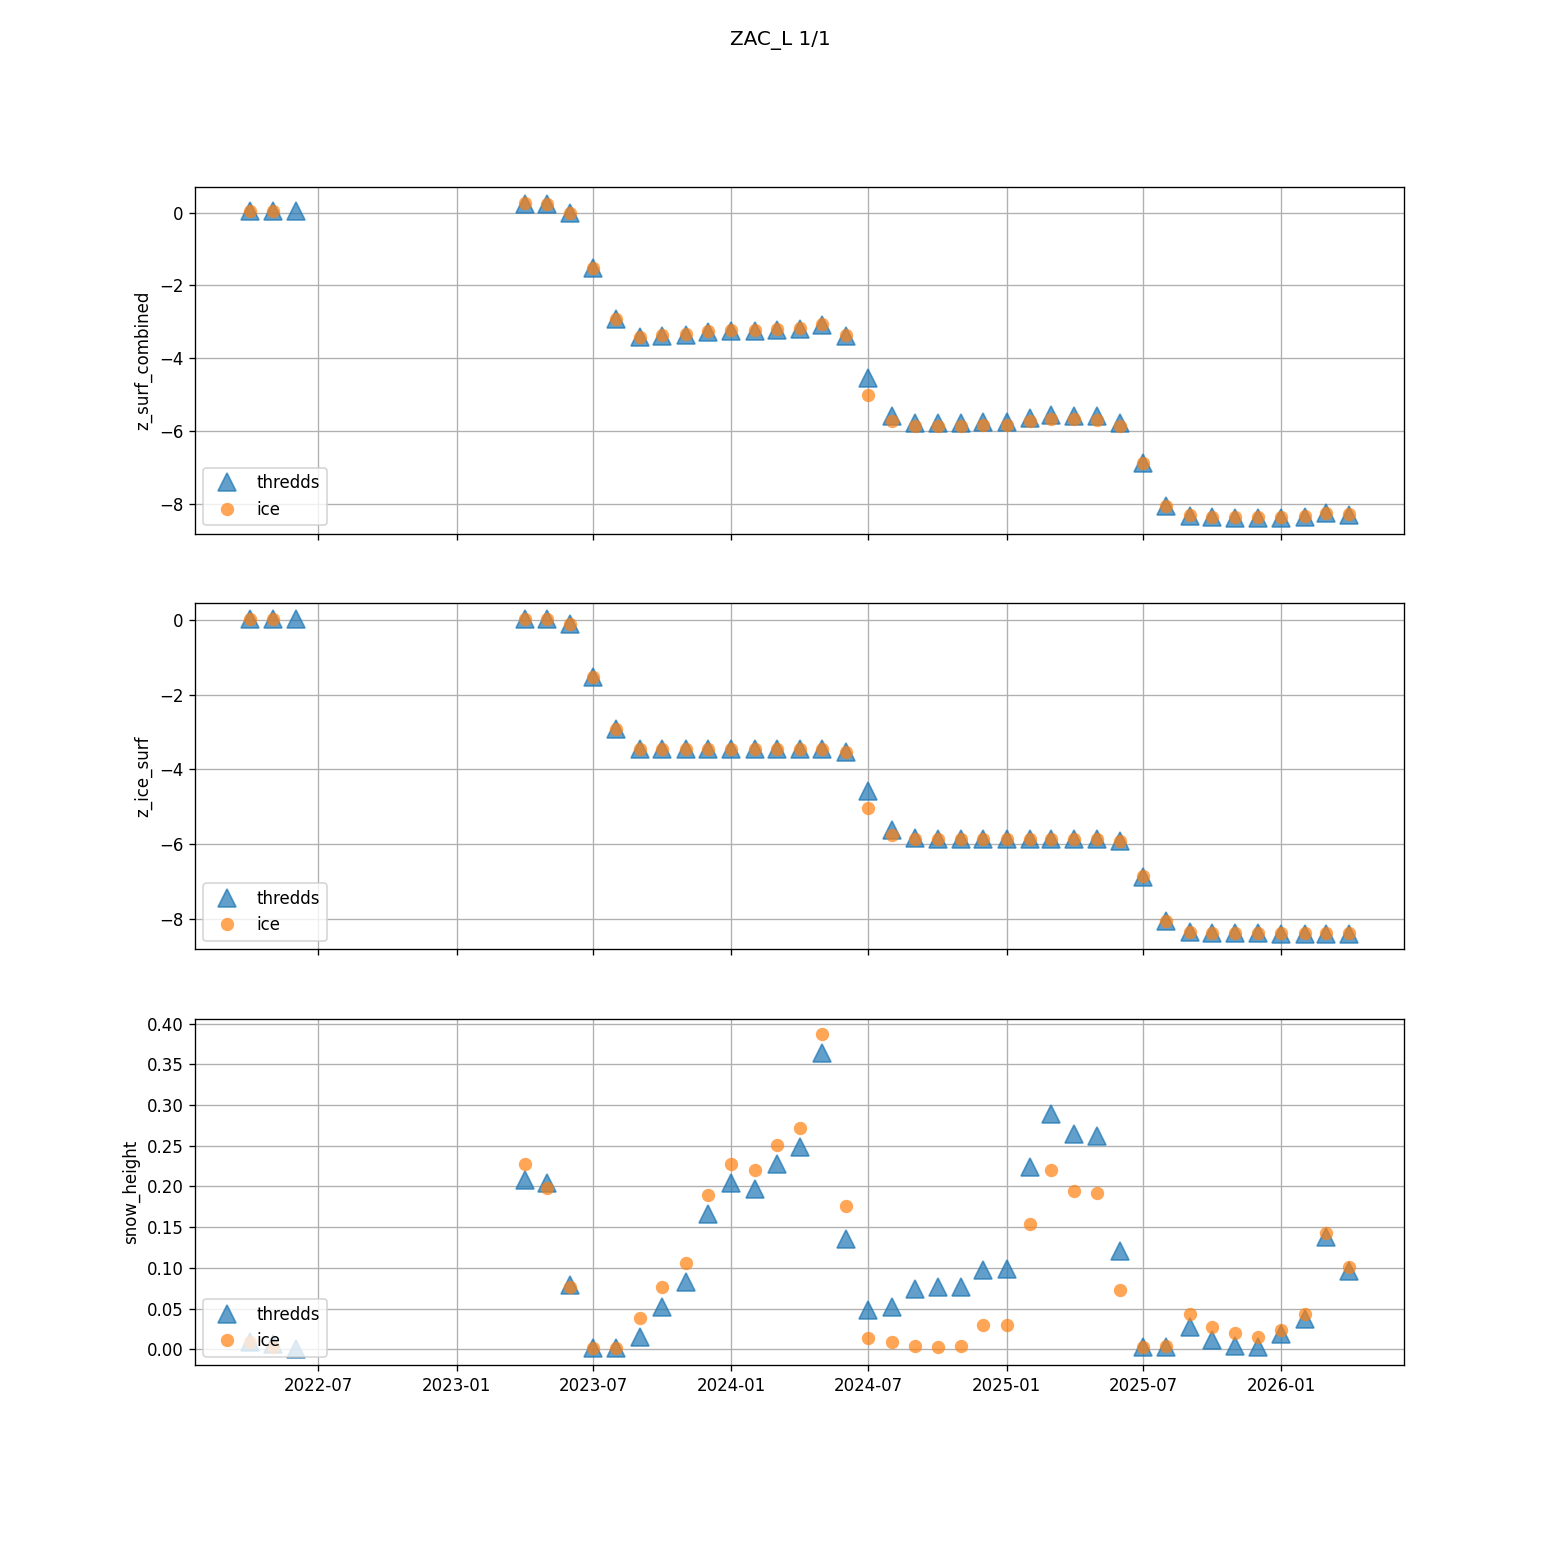 ZAC_L 1/1
z_surf_combined
0
−2
−4
−6
−8
thredds
ice
z_ice_surf
0
−2
−4
−6
−8
thredds
ice
snow_height
0.40
0.35
0.30
0.25
0.20
0.15
0.10
0.05
0.00
thredds
ice
2022-07
2023-01
2023-07
2024-01
2024-07
2025-01
2025-07
2026-01